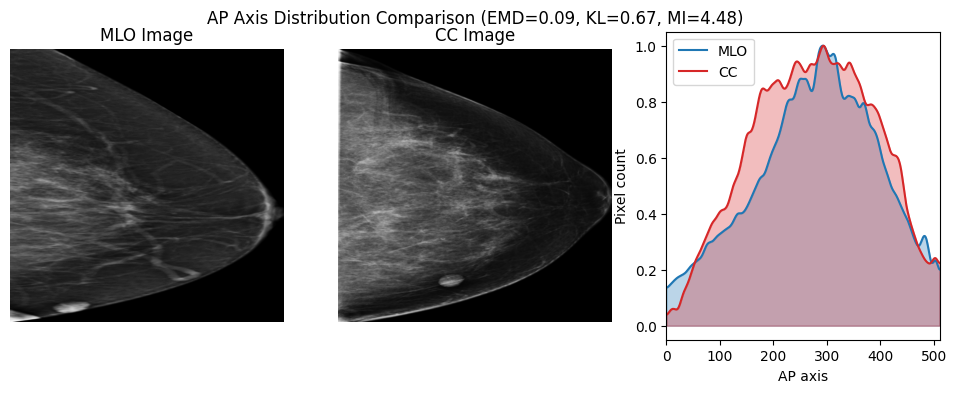 AP Axis Distribution Comparison (EMD=0.09, KL=0.67, MI=4.48)
MLO Image
CC Image
MLO
CC
Pixel count
1.0
0.8
0.6
0.4
0.2
0.0
0 100 200 300 400 500
AP axis